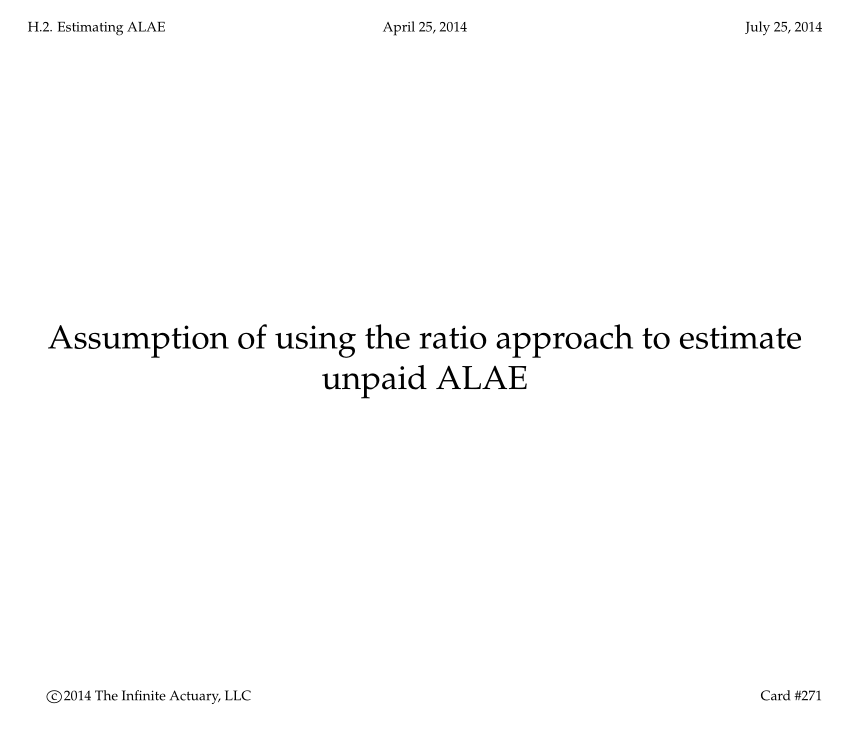 H.2. Estimating ALAE April 25, 2014 July 25, 2014
Assumption of using the ratio approach to estimate
unpaid ALAE
©2014 The Infinite Actuary, LLC Card #271